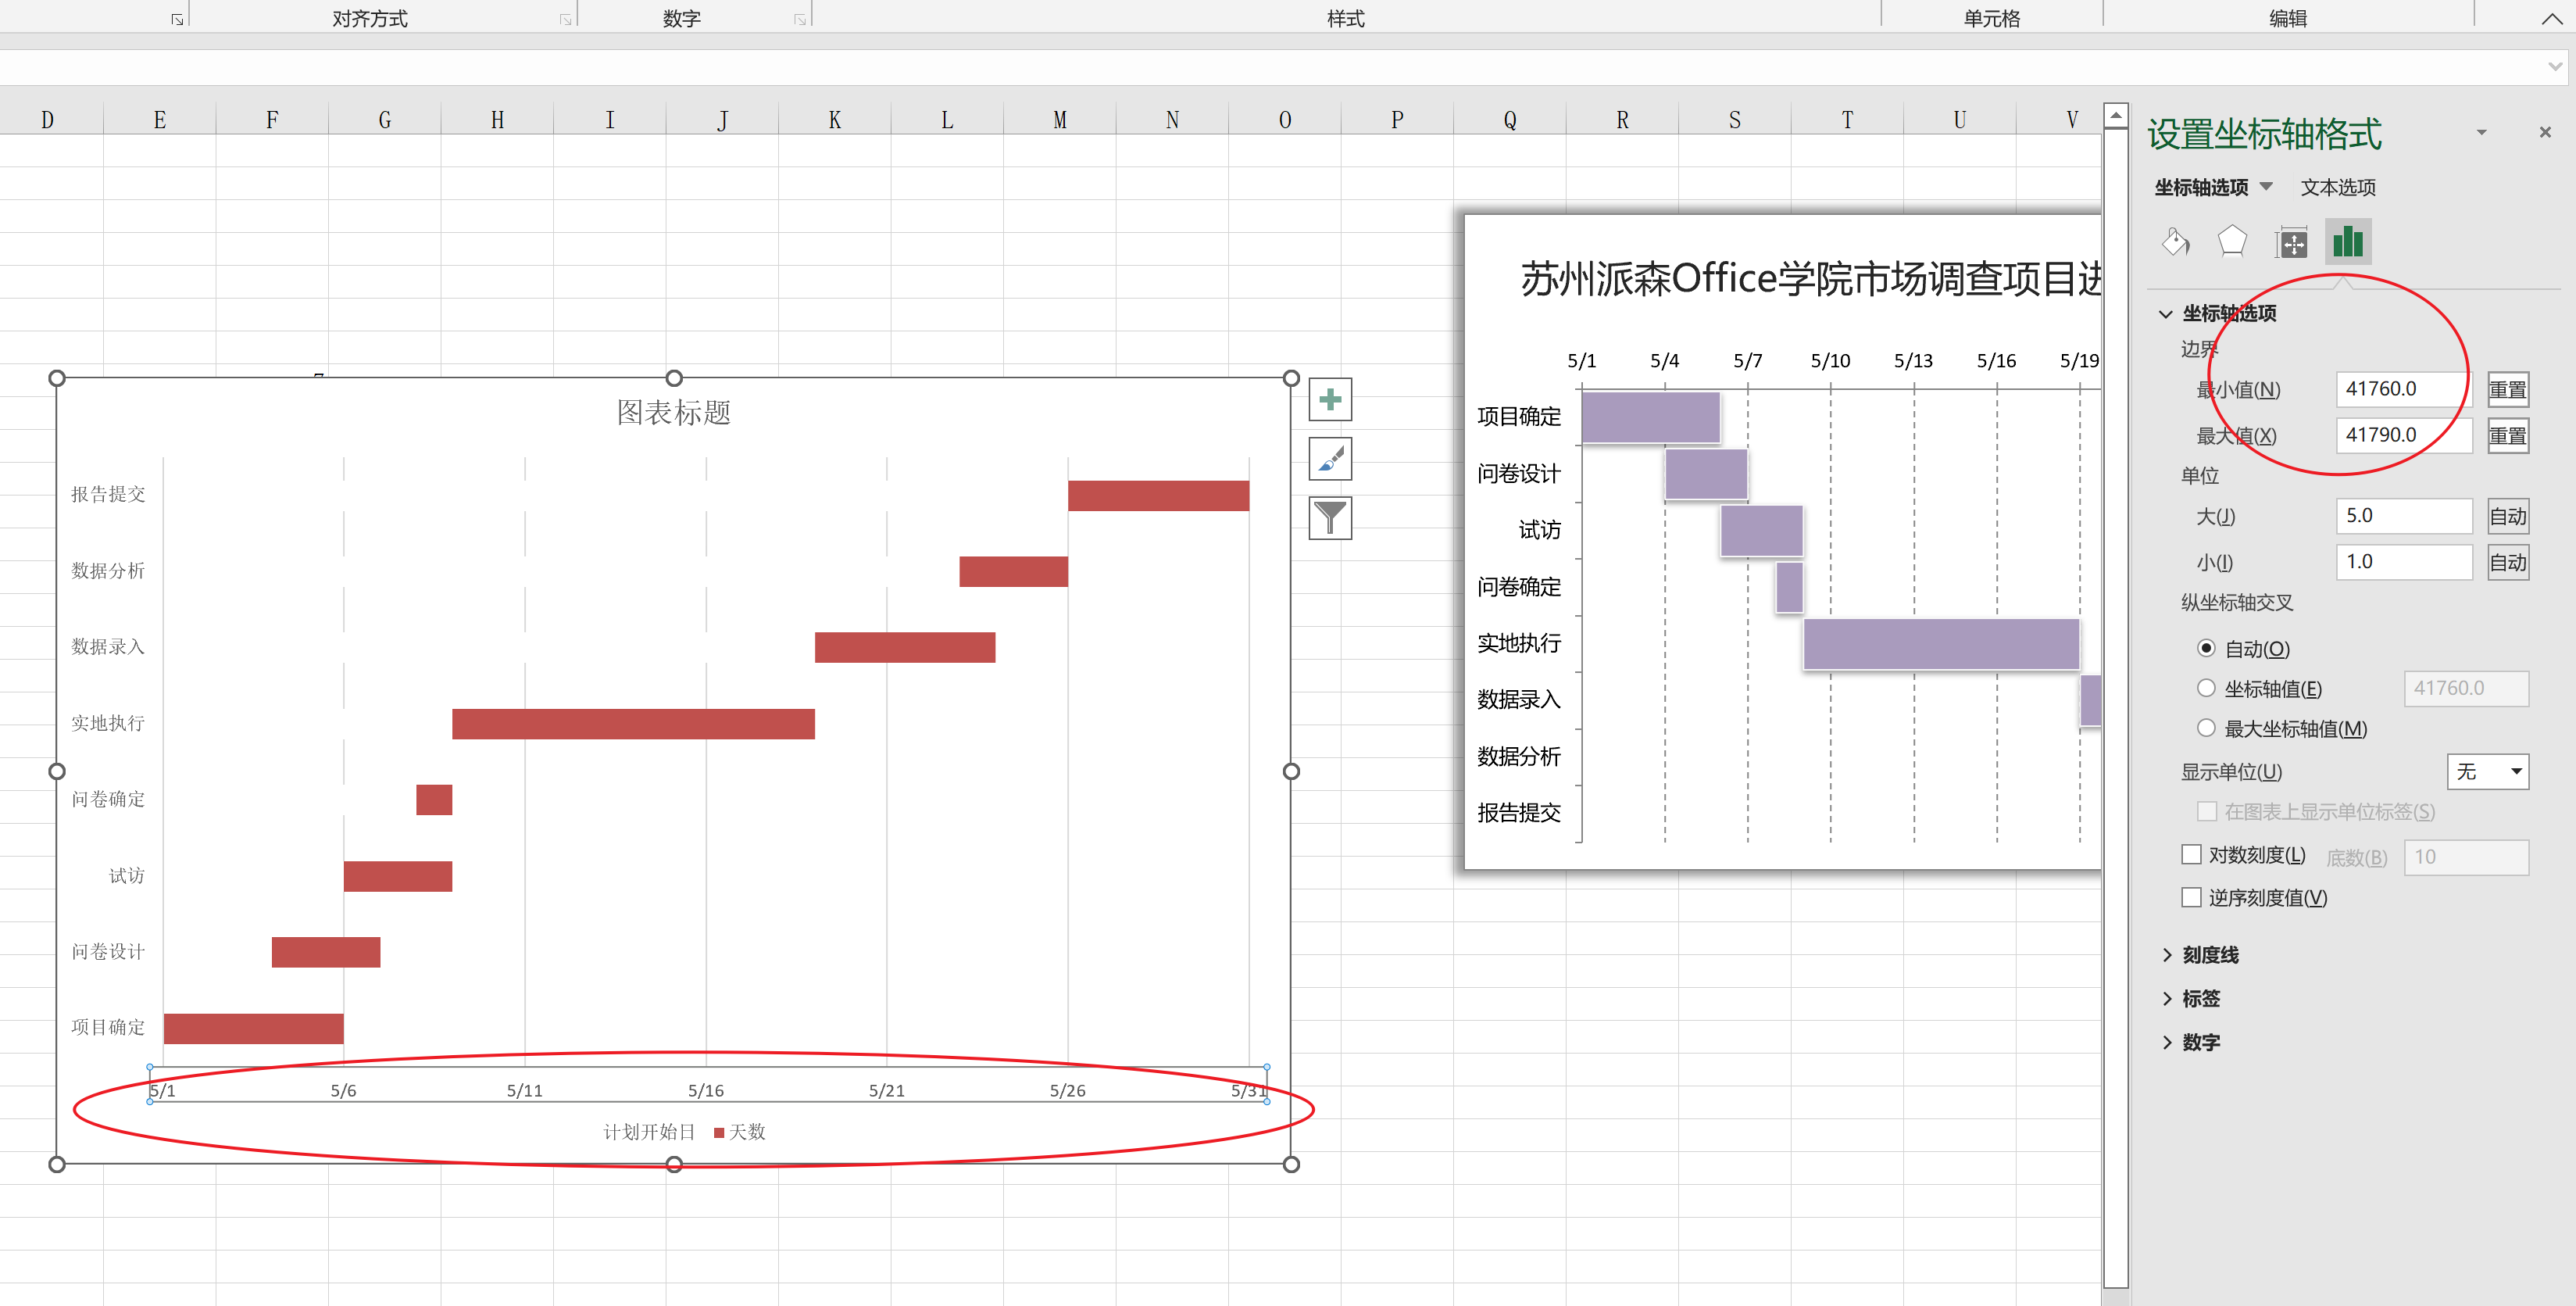 对齐方式 数字 样式 单元格 编辑
D E F G H I J K L M N O P Q R S T U V
图表标题
报告提交
数据分析
数据录入
实地执行
问卷确定
试访
问卷设计
项目确定
5/1 5/6 5/11 5/16 5/21 5/26 5/31
计划开始日 天数
苏州派森Office学院市场调查项目进
5/1 5/4 5/7 5/10 5/13 5/16 5/19
项目确定
问卷设计
试访
问卷确定
实地执行
数据录入
数据分析
报告提交
设置坐标轴格式
坐标轴选项 文本选项
坐标轴选项
边界
最小值(N) 41760.0 重置
最大值(X) 41790.0 重置
单位
大(J) 5.0 自动
小(I) 1.0 自动
纵坐标轴交叉
自动(O)
坐标轴值(E) 41760.0
最大坐标轴值(M)
显示单位(U) 无
在图表上显示单位标签(S)
对数刻度(L) 底数(B) 10
逆序刻度值(V)
刻度线
标签
数字